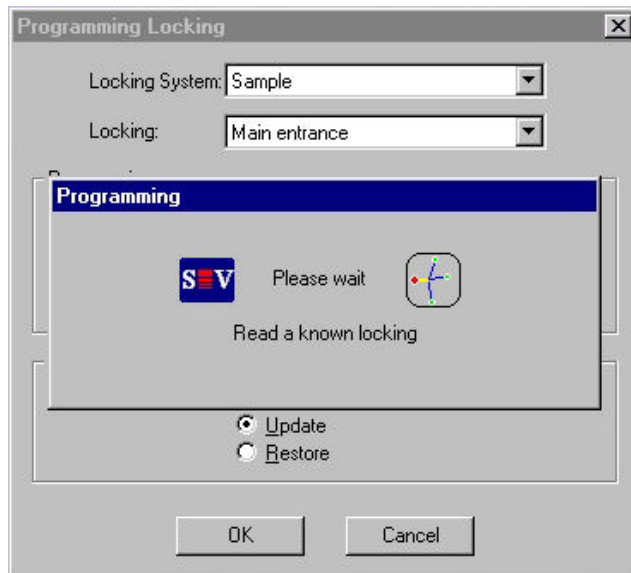 Programming Locking
Locking System: Sample
Locking: Main entrance
Programming
S V Please wait
Read a known locking
Update
Restore
OK Cancel